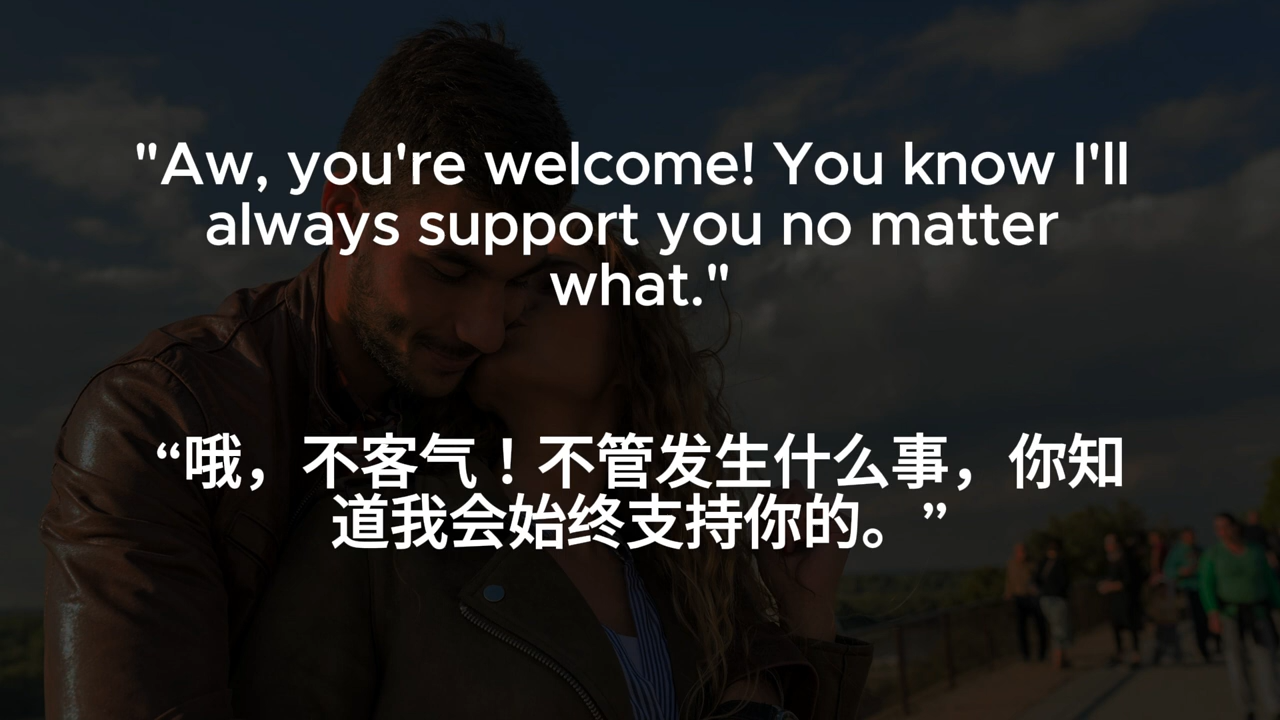 "Aw, you're welcome! You know I'll
always support you no matter
what."
“哦，不客气！不管发生什么事，你知
道我会始终支持你的。”